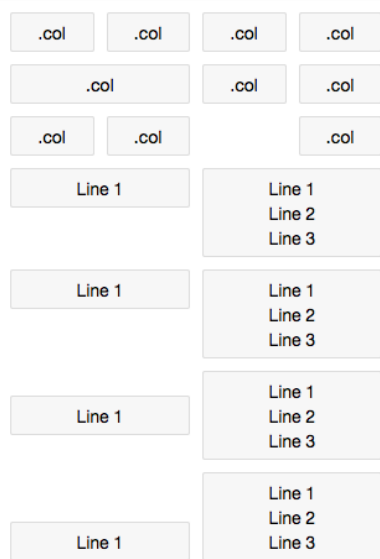 .col .col .col .col
.col .col .col
.col .col .col
Line 1 Line 1
Line 2
Line 3
Line 1 Line 1
Line 2
Line 3
Line 1
Line 1 Line 2
Line 3
Line 1
Line 2
Line 1 Line 3